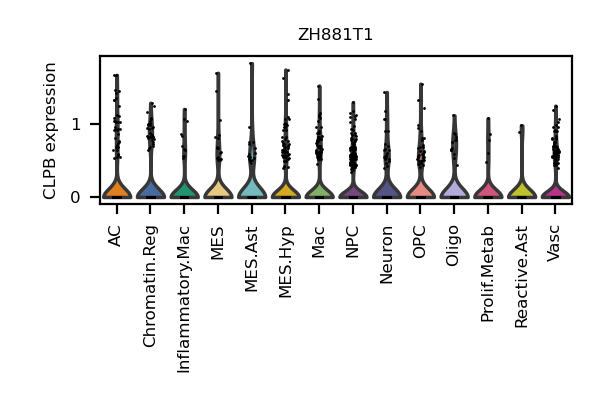 ZH881T1
CLPB expression
1
0
AC
Chromatin.Reg
Inflammatory.Mac
MES
MES.Ast
MES.Hyp
Mac
NPC
Neuron
OPC
Oligo
Prolif.Metab
Reactive.Ast
Vasc